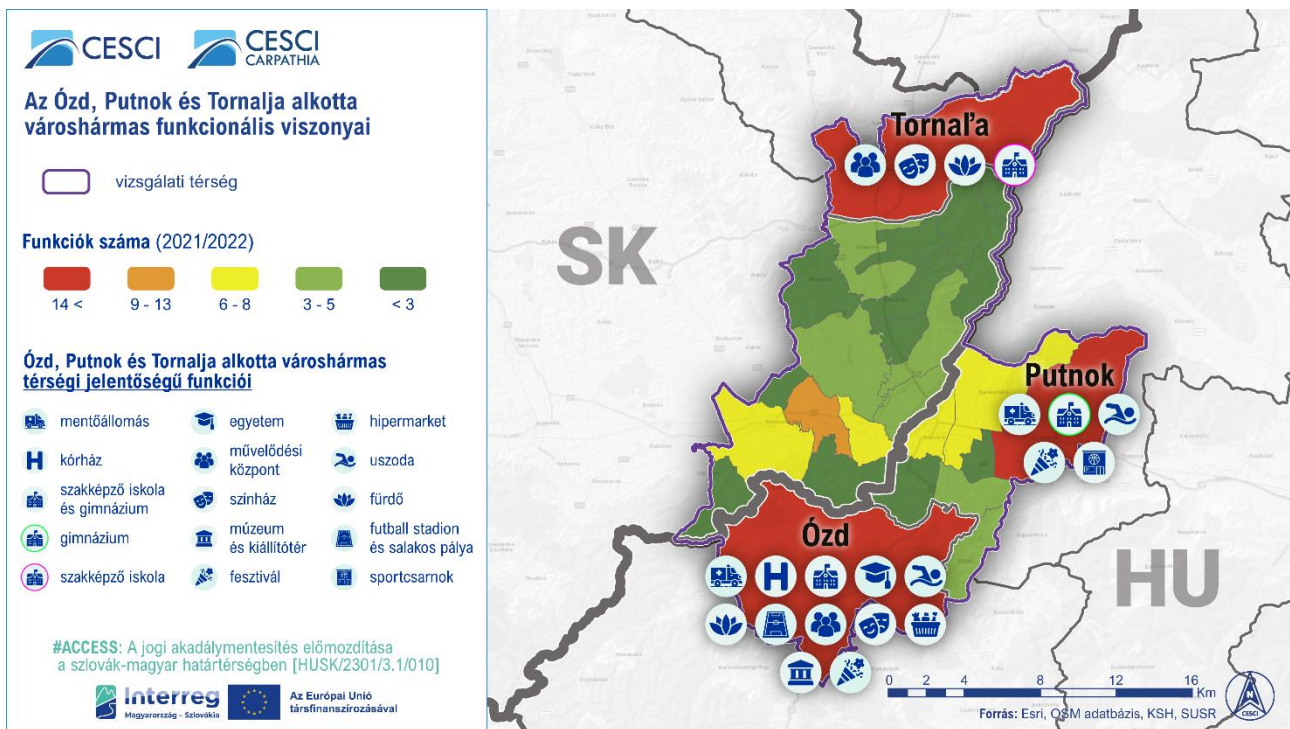 CESCI
CESCI
CARPATHIA
Az Ózd, Putnok és Tornalja alkotta
városhármas funkcionális viszonyai
vizsgálati térség
Funkciók száma (2021/2022)
14 <
9 - 13
6 - 8
3 - 5
< 3
Ózd, Putnok és Tornalja alkotta városhármas
térségi jelentőségű funkciói
mentőállomás
egyetem
hipermarket
H kórház
művelődési
központ
uszoda
szakképző iskola
és gimnázium
színház
fürdő
gimnázium
múzeum
és kiállítótér
futball stadion
és salakos pálya
szakképző iskola
fesztivál
sportcsarnok
#ACCESS: A jogi akadálymentesítés előmozdítása
a szlovák-magyar határtérségben [HUSK/2301/3.1/010]
Interreg
Magyarország – Szlovákia
Az Európai Unió
társfinanszírozásával
Tornaľa
SK
Putnok
Ózd
H
HU
0 2 4 8 12 16
Km
Forrás: Esri, OSM adatbázis, KSH, SUSR
N
CESCI